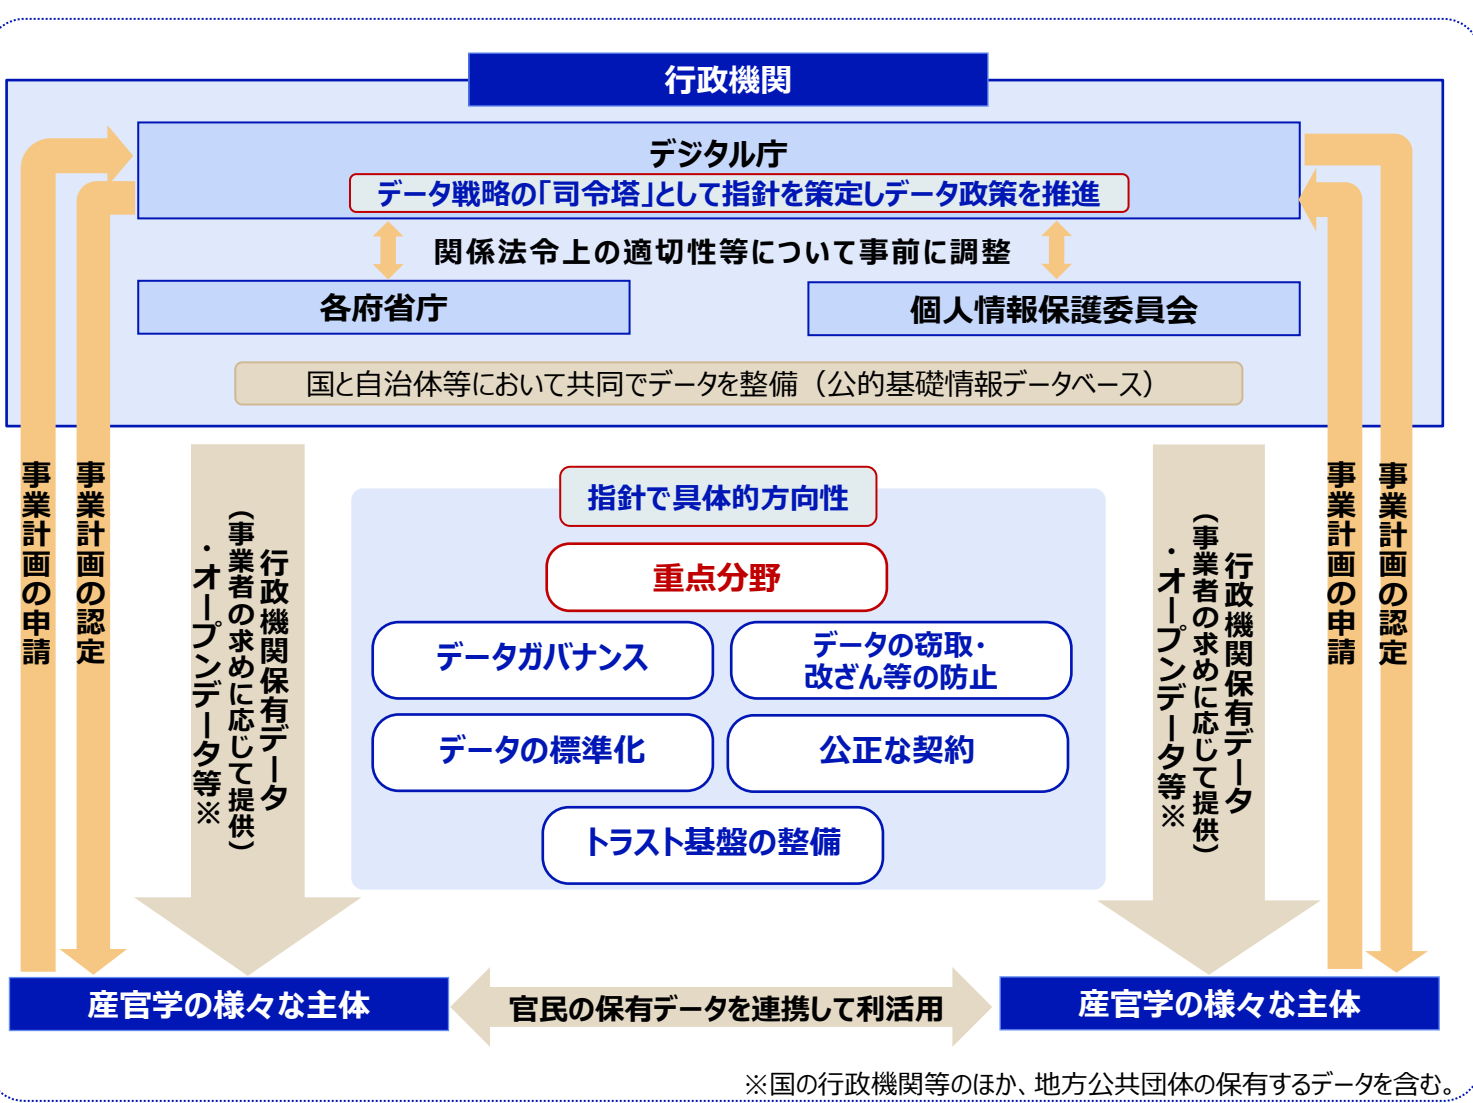 行政機関
デジタル庁
データ戦略の「司令塔」として指針を策定しデータ政策を推進
関係法令上の適切性等について事前に調整
各府省庁
個人情報保護委員会
国と自治体等において共同でデータを整備（公的基礎情報データベース）
事業計画の申請
事業計画の認定
行政機関保有データ
（事業者の求めに応じて提供）
・オープンデータ等※
指針で具体的方向性
重点分野
データガバナンス
データの窃取・
改ざん等の防止
データの標準化
公正な契約
トラスト基盤の整備
行政機関保有データ
（事業者の求めに応じて提供）
・オープンデータ等※
事業計画の申請
事業計画の認定
産官学の様々な主体
官民の保有データを連携して利活用
産官学の様々な主体
※国の行政機関等のほか、地方公共団体の保有するデータを含む。